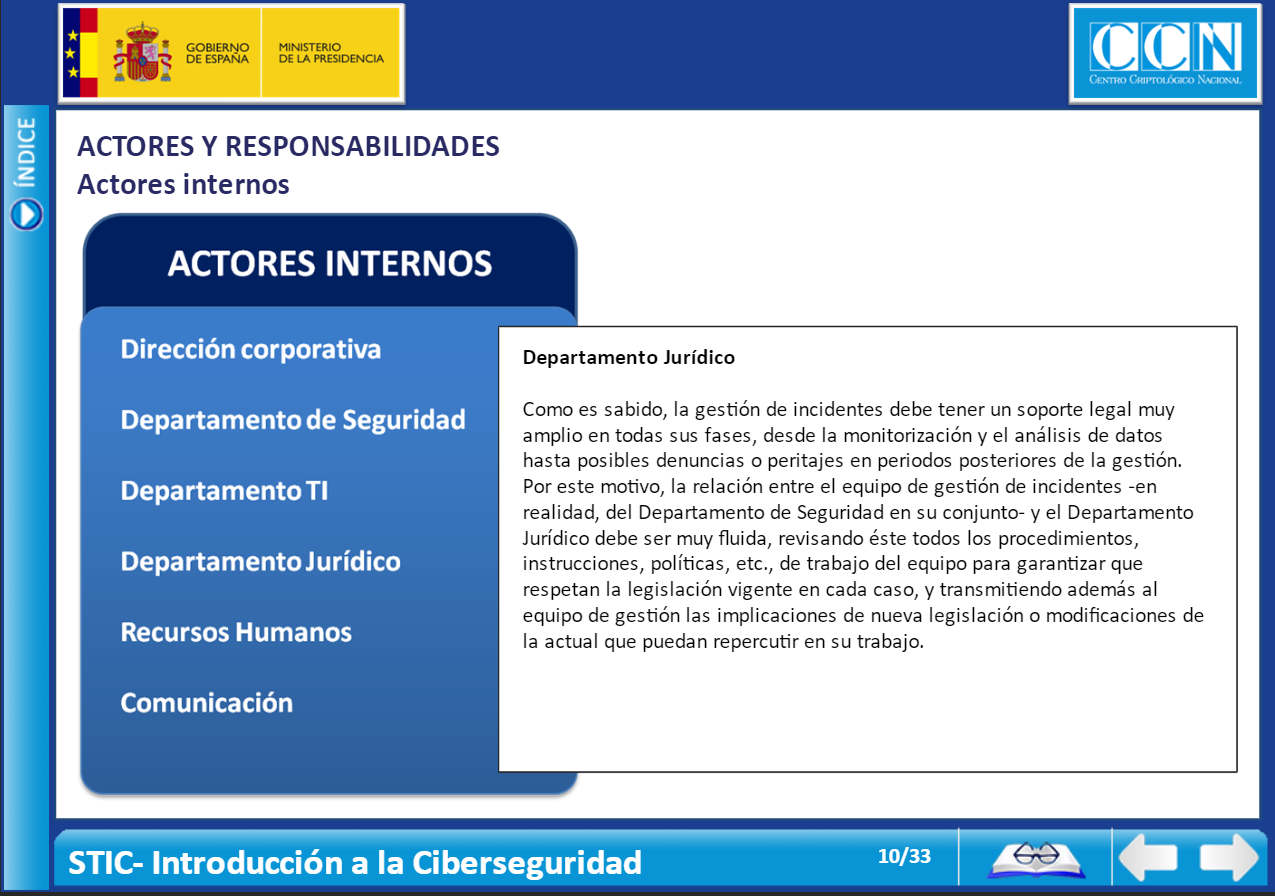 GOBIERNO
DE ESPAÑA
MINISTERIO
DE LA PRESIDENCIA
CCN
CENTRO CRIPTOLÓGICO NACIONAL
ÍNDICE
ACTORES Y RESPONSABILIDADES
Actores internos
ACTORES INTERNOS
Dirección corporativa
Departamento de Seguridad
Departamento TI
Departamento Jurídico
Recursos Humanos
Comunicación
Departamento Jurídico
Como es sabido, la gestión de incidentes debe tener un soporte legal muy
amplio en todas sus fases, desde la monitorización y el análisis de datos
hasta posibles denuncias o peritajes en periodos posteriores de la gestión.
Por este motivo, la relación entre el equipo de gestión de incidentes -en
realidad, del Departamento de Seguridad en su conjunto- y el Departamento
Jurídico debe ser muy fluida, revisando éste todos los procedimientos,
instrucciones, políticas, etc., de trabajo del equipo para garantizar que
respetan la legislación vigente en cada caso, y transmitiendo además al
equipo de gestión las implicaciones de nueva legislación o modificaciones de
la actual que puedan repercutir en su trabajo.
STIC- Introducción a la Ciberseguridad
10/33